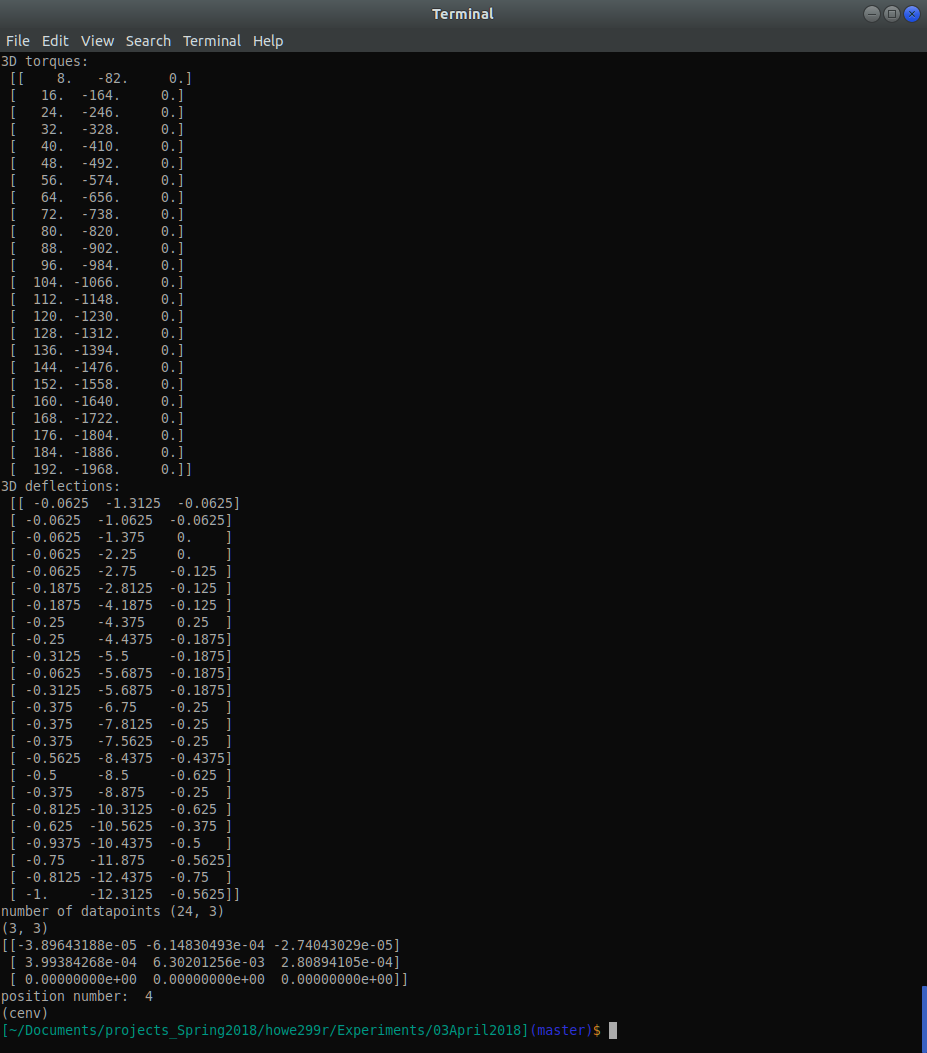 Terminal
File Edit View Search Terminal Help
3D torques:
 [[    8.   -82.     0.]
 [   16.  -164.     0.]
 [   24.  -246.     0.]
 [   32.  -328.     0.]
 [   40.  -410.     0.]
 [   48.  -492.     0.]
 [   56.  -574.     0.]
 [   64.  -656.     0.]
 [   72.  -738.     0.]
 [   80.  -820.     0.]
 [   88.  -902.     0.]
 [   96.  -984.     0.]
 [  104. -1066.     0.]
 [  112. -1148.     0.]
 [  120. -1230.     0.]
 [  128. -1312.     0.]
 [  136. -1394.     0.]
 [  144. -1476.     0.]
 [  152. -1558.     0.]
 [  160. -1640.     0.]
 [  168. -1722.     0.]
 [  176. -1804.     0.]
 [  184. -1886.     0.]
 [  192. -1968.     0.]]
3D deflections:
 [[ -0.0625  -1.3125  -0.0625]
 [ -0.0625  -1.0625  -0.0625]
 [ -0.0625  -1.375    0.    ]
 [ -0.0625  -2.25     0.    ]
 [ -0.0625  -2.75    -0.125 ]
 [ -0.1875  -2.8125  -0.125 ]
 [ -0.1875  -4.1875  -0.125 ]
 [ -0.25    -4.375    0.25  ]
 [ -0.25    -4.4375  -0.1875]
 [ -0.3125  -5.5     -0.1875]
 [ -0.0625  -5.6875  -0.1875]
 [ -0.3125  -5.6875  -0.1875]
 [ -0.375   -6.75    -0.25  ]
 [ -0.375   -7.8125  -0.25  ]
 [ -0.375   -7.5625  -0.25  ]
 [ -0.5625  -8.4375  -0.4375]
 [ -0.5     -8.5     -0.625 ]
 [ -0.375   -8.875   -0.25  ]
 [ -0.8125 -10.3125  -0.625 ]
 [ -0.625  -10.5625  -0.375 ]
 [ -0.9375 -10.4375  -0.5   ]
 [ -0.75   -11.875   -0.5625]
 [ -0.8125 -12.4375  -0.75  ]
 [ -1.     -12.3125  -0.5625]]
number of datapoints (24, 3)
(3, 3)
[[-3.89643188e-05 -6.14830493e-04 -2.74043029e-05]
 [ 3.99384268e-04  6.30201256e-03  2.80894105e-04]
 [ 0.00000000e+00  0.00000000e+00  0.00000000e+00]]
position number:  4
(cenv)
[~/Documents/projects_Spring2018/howe299r/Experiments/03April2018](master)$